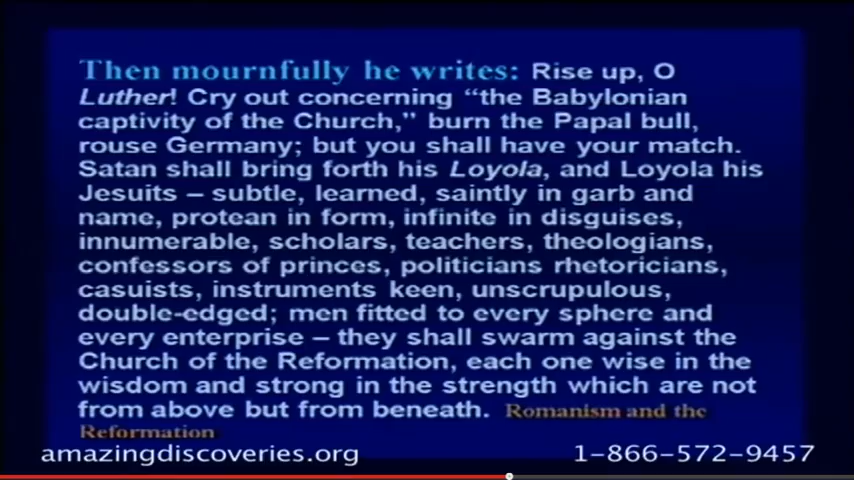 Then mournfully he writes: Rise up, O
Luther! Cry out concerning “the Babylonian
captivity of the Church,” burn the Papal bull,
rouse Germany; but you shall have your match.
Satan shall bring forth his Loyola, and Loyola his
Jesuits – subtle, learned, saintly in garb and
name, protean in form, infinite in disguises,
innumerable, scholars, teachers, theologians,
confessors of princes, politicians rhetoricians,
casuists, instruments keen, unscrupulous,
double-edged; men fitted to every sphere and
every enterprise – they shall swarm against the
Church of the Reformation, each one wise in the
wisdom and strong in the strength which are not
from above but from beneath. Romanism and the
Reformation
amazingdiscoveries.org 1-866-572-9457